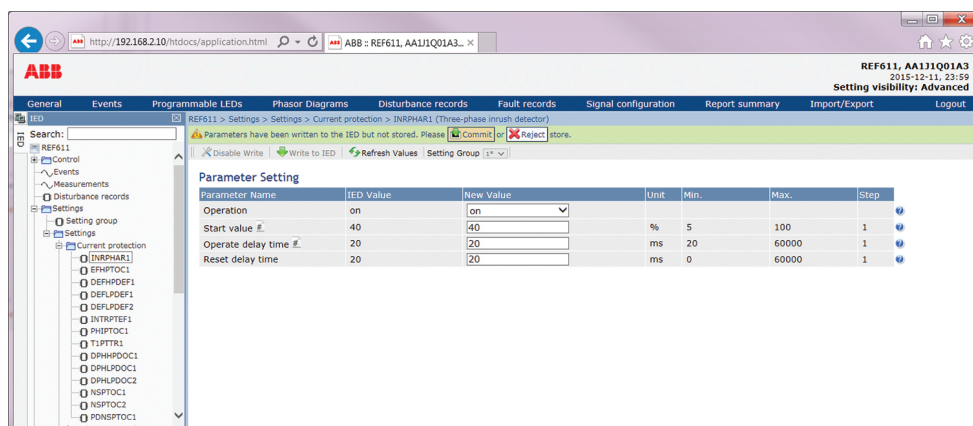 http://192.168.2.10/htdocs/application.html
ABB :: REF611, AA1J1Q01A3...
ABB
REF611, AA1J1Q01A3
2015-12-11, 23:59
Setting visibility: Advanced
General Events Programmable LEDs Phasor Diagrams Disturbance records Fault records Signal configuration Report summary Import/Export Logout
IED
IED
REF611 > Settings > Settings > Current protection > INRPHAR1 (Three-phase inrush detector)
Search:
Parameters have been written to the IED but not stored. Please Commit or Reject store.
REF611
Disable Write Write to IED Refresh Values Setting Group 1*
Control
Events
Measurements
Disturbance records
Settings
Setting group
Settings
Current protection
INRPHAR1
EFHPTOC1
DEFHPDEF1
DEFLPDEF1
DEFLPDEF2
INTRPTEF1
PHIPTOC1
T1PTTR1
DPHHPDOC1
DPHLPDOC1
DPHLPDOC2
NSPTOC1
NSPTOC2
PDNSPTOC1
Parameter Setting
Parameter Name IED Value New Value Unit Min. Max. Step
Operation on on
Start value # 40 40 % 5 100 1
Operate delay time # 20 20 ms 20 60000 1
Reset delay time 20 20 ms 0 60000 1